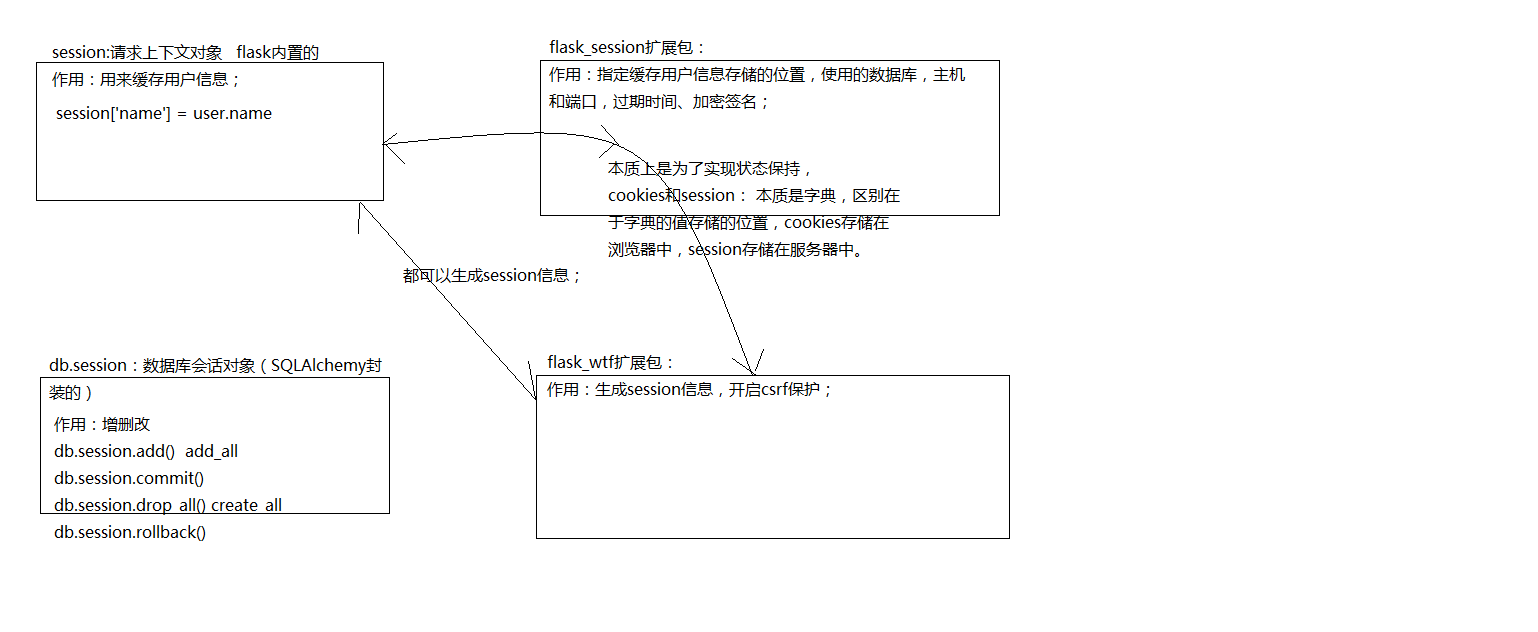 session:请求上下文对象   flask内置的
作用：用来缓存用户信息；
session['name'] = user.name
flask_session扩展包：
作用：指定缓存用户信息存储的位置，使用的数据库，主机
和端口，过期时间、加密签名；
本质上是为了实现状态保持，
cookies和session： 本质是字典，区别在
于字典的值存储的位置，cookies存储在
浏览器中，session存储在服务器中。
都可以生成session信息；
db.session：数据库会话对象（SQLAlchemy封
装的）
作用：增删改
db.session.add()  add_all
db.session.commit()
db.session.drop_all() create_all
db.session.rollback()
flask_wtf扩展包：
作用：生成session信息，开启csrf保护；